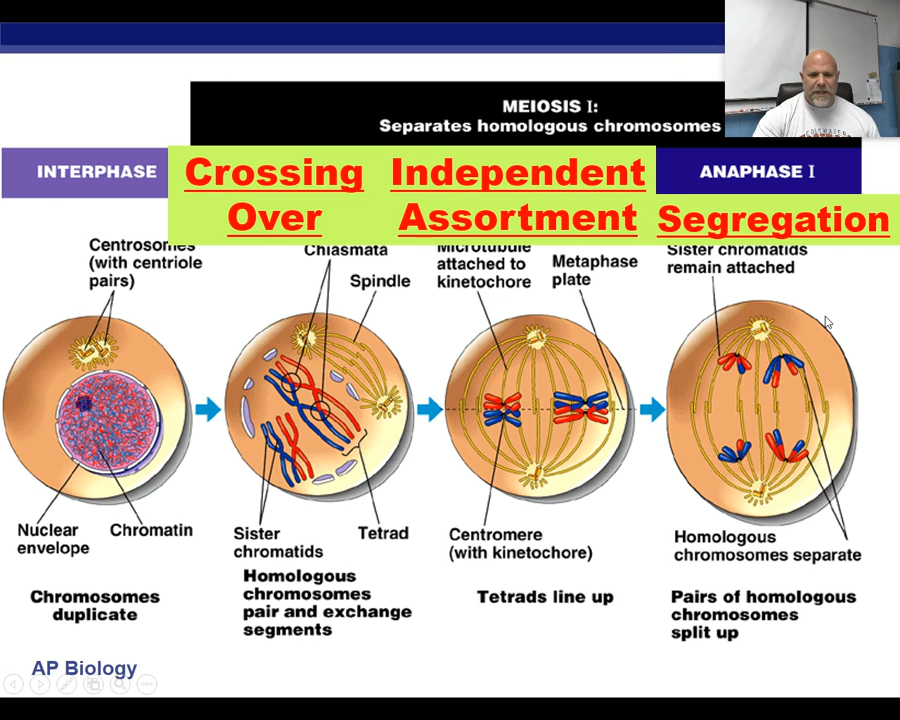 MEIOSIS I:
Separates homologous chromosomes
INTERPHASE
Crossing
Over
Independent
Assortment
ANAPHASE I
Segregation
Centrosomes
(with centriole
pairs)
Chiasmata
Spindle
Microtubule
attached to
kinetochore
Metaphase
plate
Sister chromatids
remain attached
Nuclear
envelope
Chromatin
Sister
chromatids
Tetrad
Centromere
(with kinetochore)
Homologous
chromosomes separate
Chromosomes
duplicate
Homologous
chromosomes
pair and exchange
segments
Tetrads line up
Pairs of homologous
chromosomes
split up
AP Biology